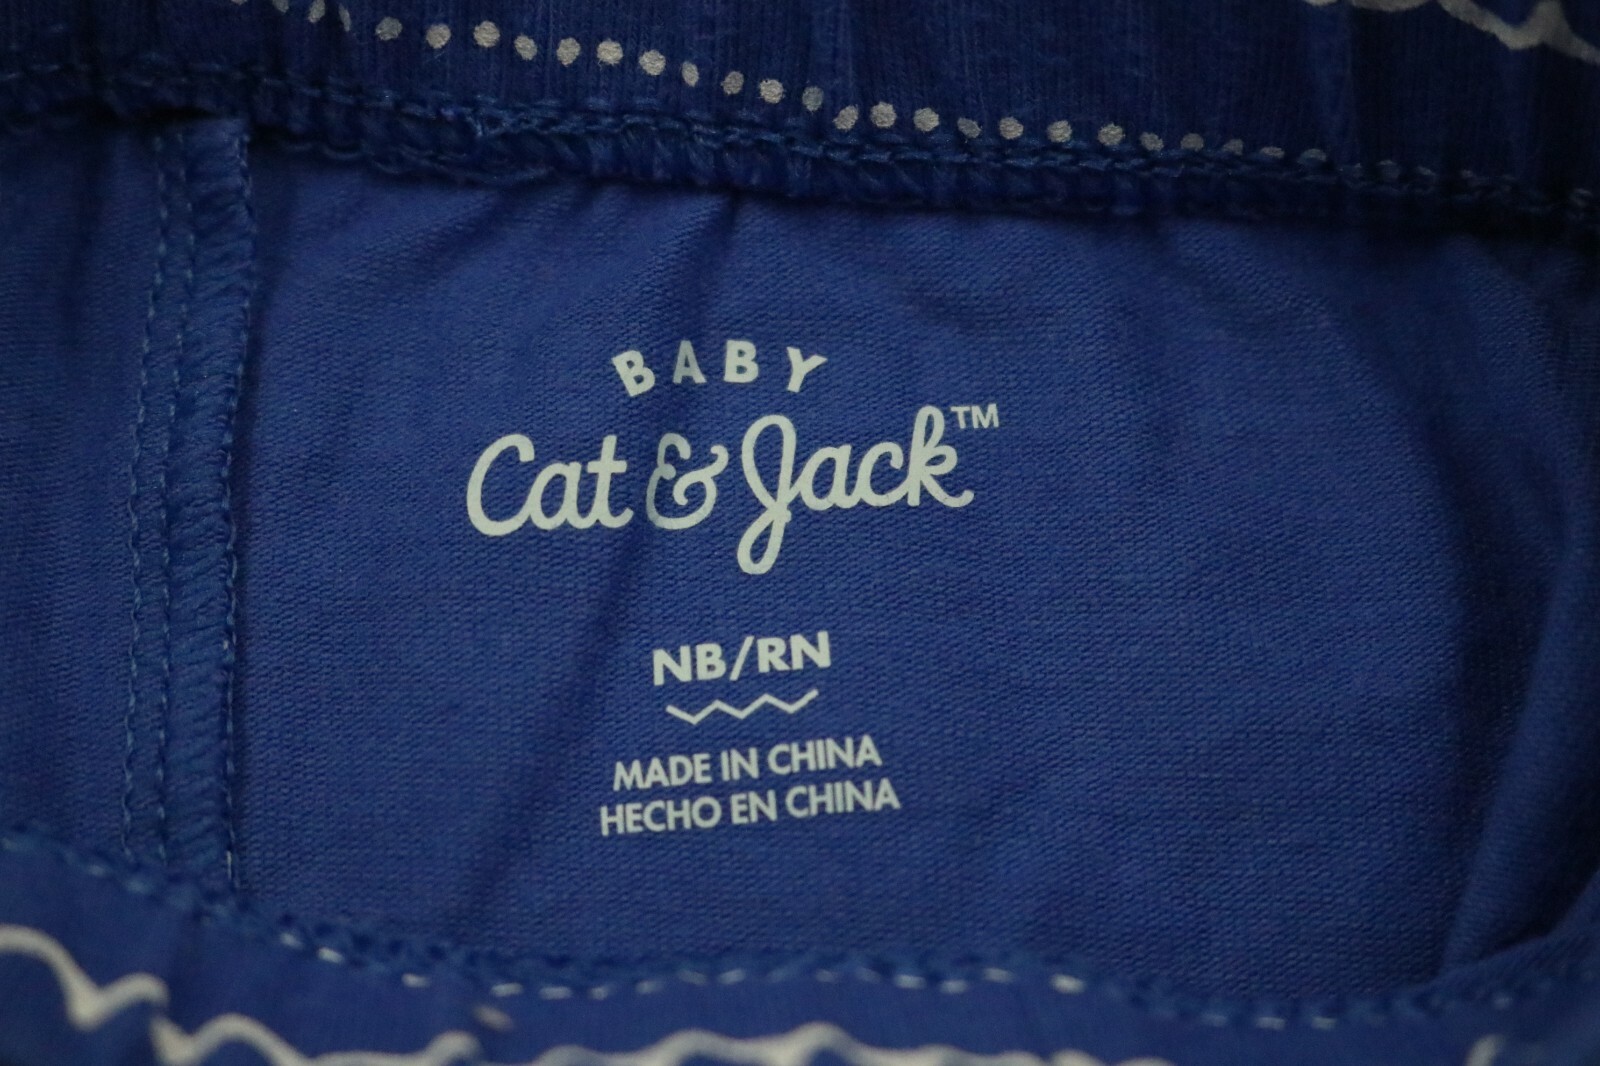 BABY
Cat & Jack™
NB/RN
MADE IN CHINA
HECHO EN CHINA